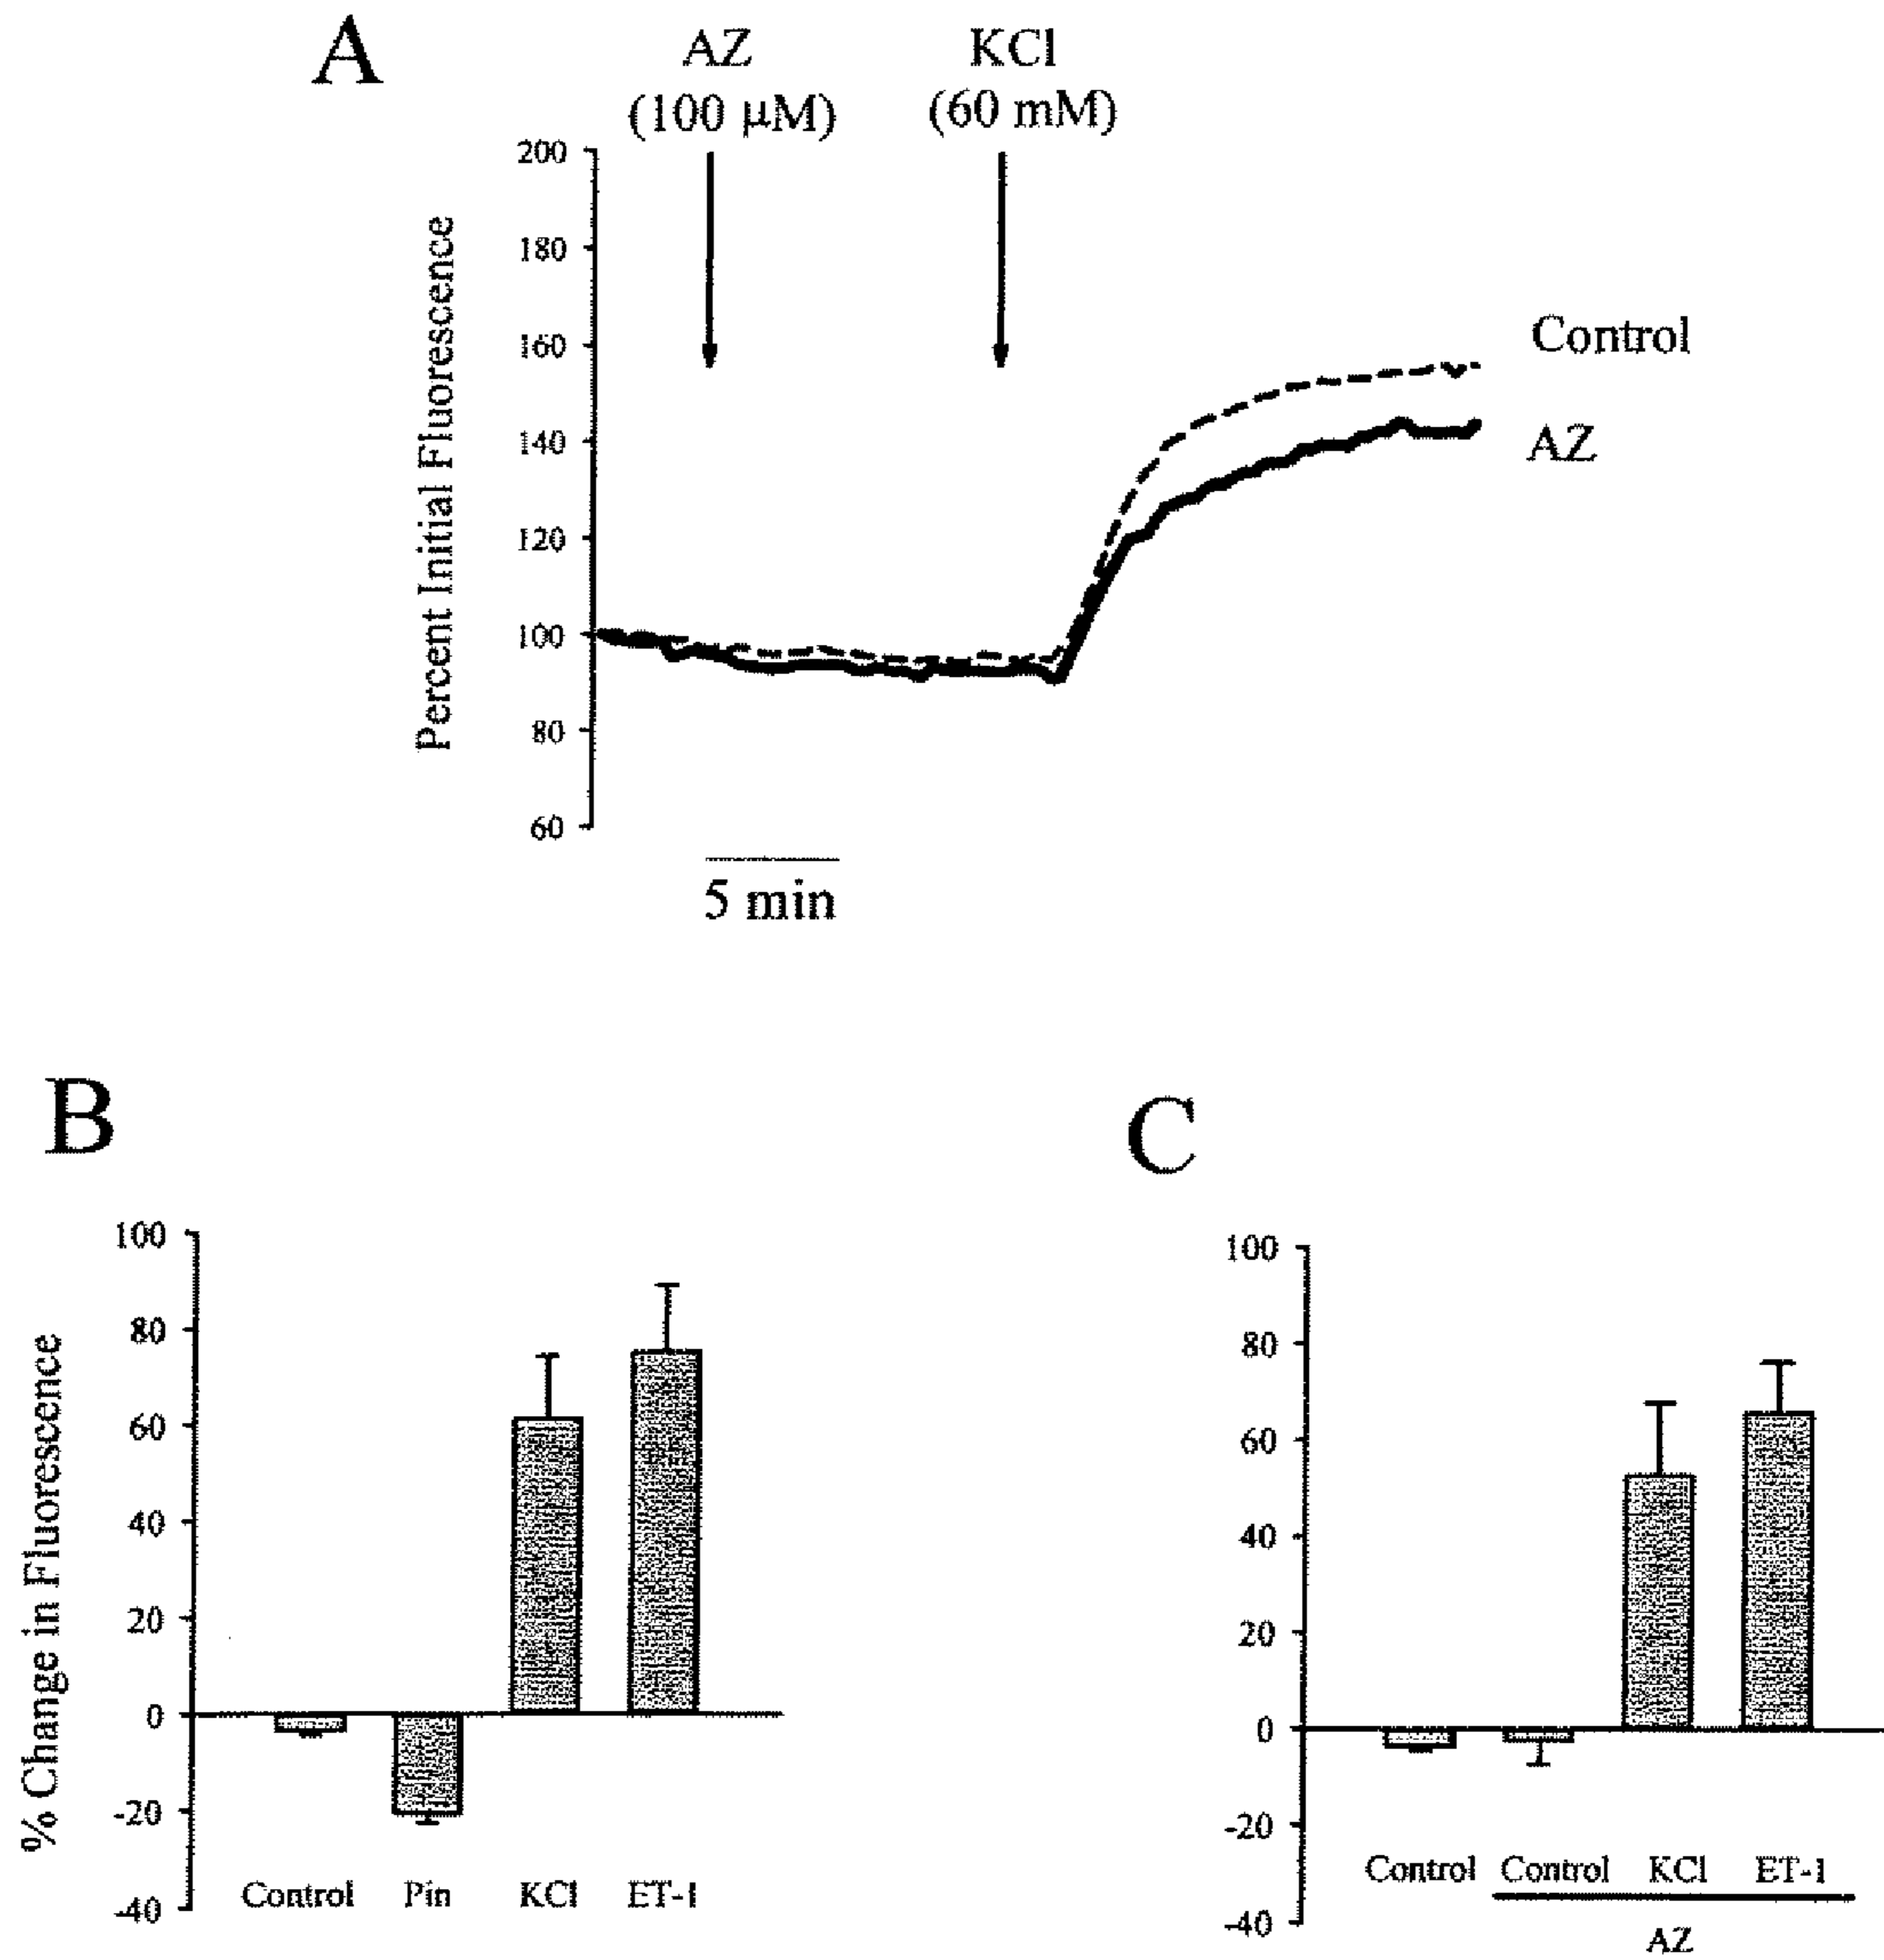 A
AZ
(100 µM)
KCl
(60 mM)
Percent Initial Fluorescence
200
180
160
140
120
100
80
60
Control
AZ
5 min
B
% Change in Fluorescence
100
80
60
40
20
0
-20
-40
Control Pin KCl ET-1
C
100
80
60
40
20
0
-20
-40
Control Control KCl ET-1
AZ